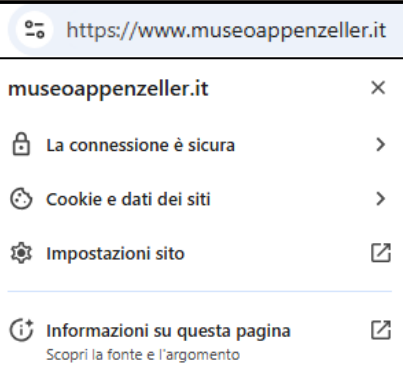 https://www.museoappenzeller.it
museoappenzeller.it
La connessione è sicura
Cookie e dati dei siti
Impostazioni sito
Informazioni su questa pagina
Scopri la fonte e l'argomento